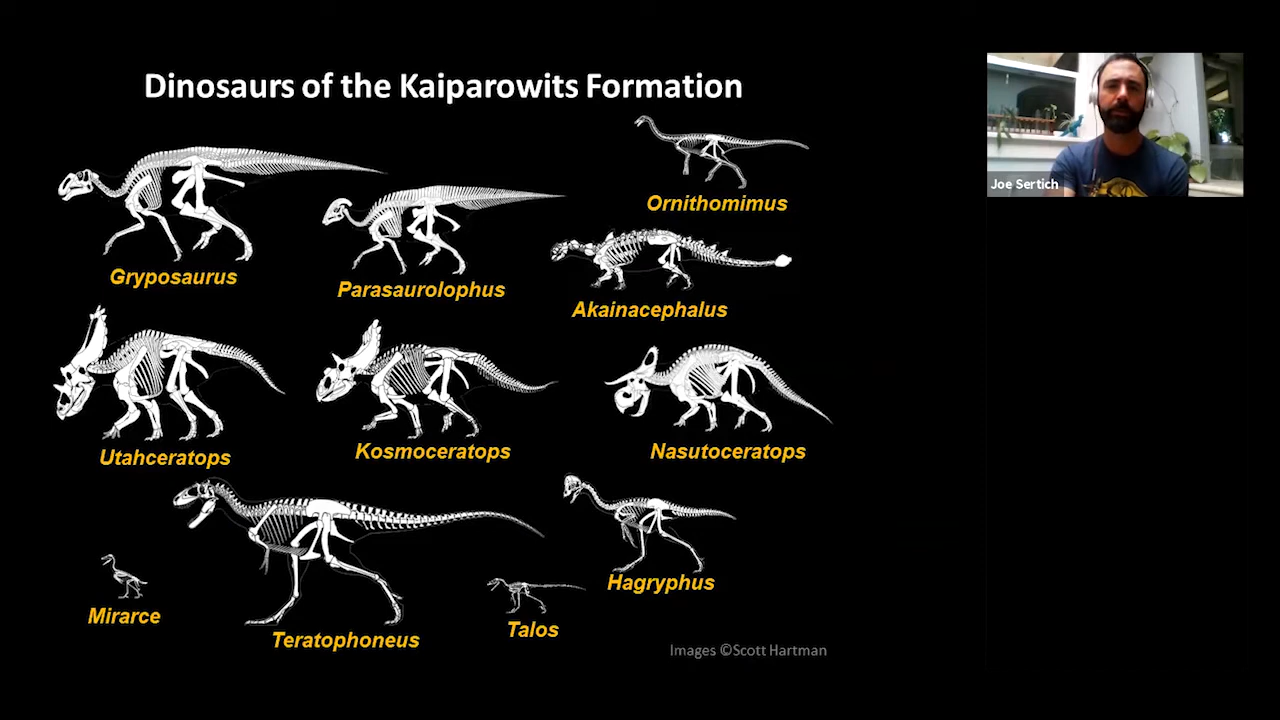 Dinosaurs of the Kaiparowits Formation
Joe Sertich
Ornithomimus
Gryposaurus
Parasaurolophus
Akainacephalus
Utahceratops
Kosmoceratops
Nasutoceratops
Hagryphus
Mirarce
Teratophoneus
Talos
Images ©Scott Hartman